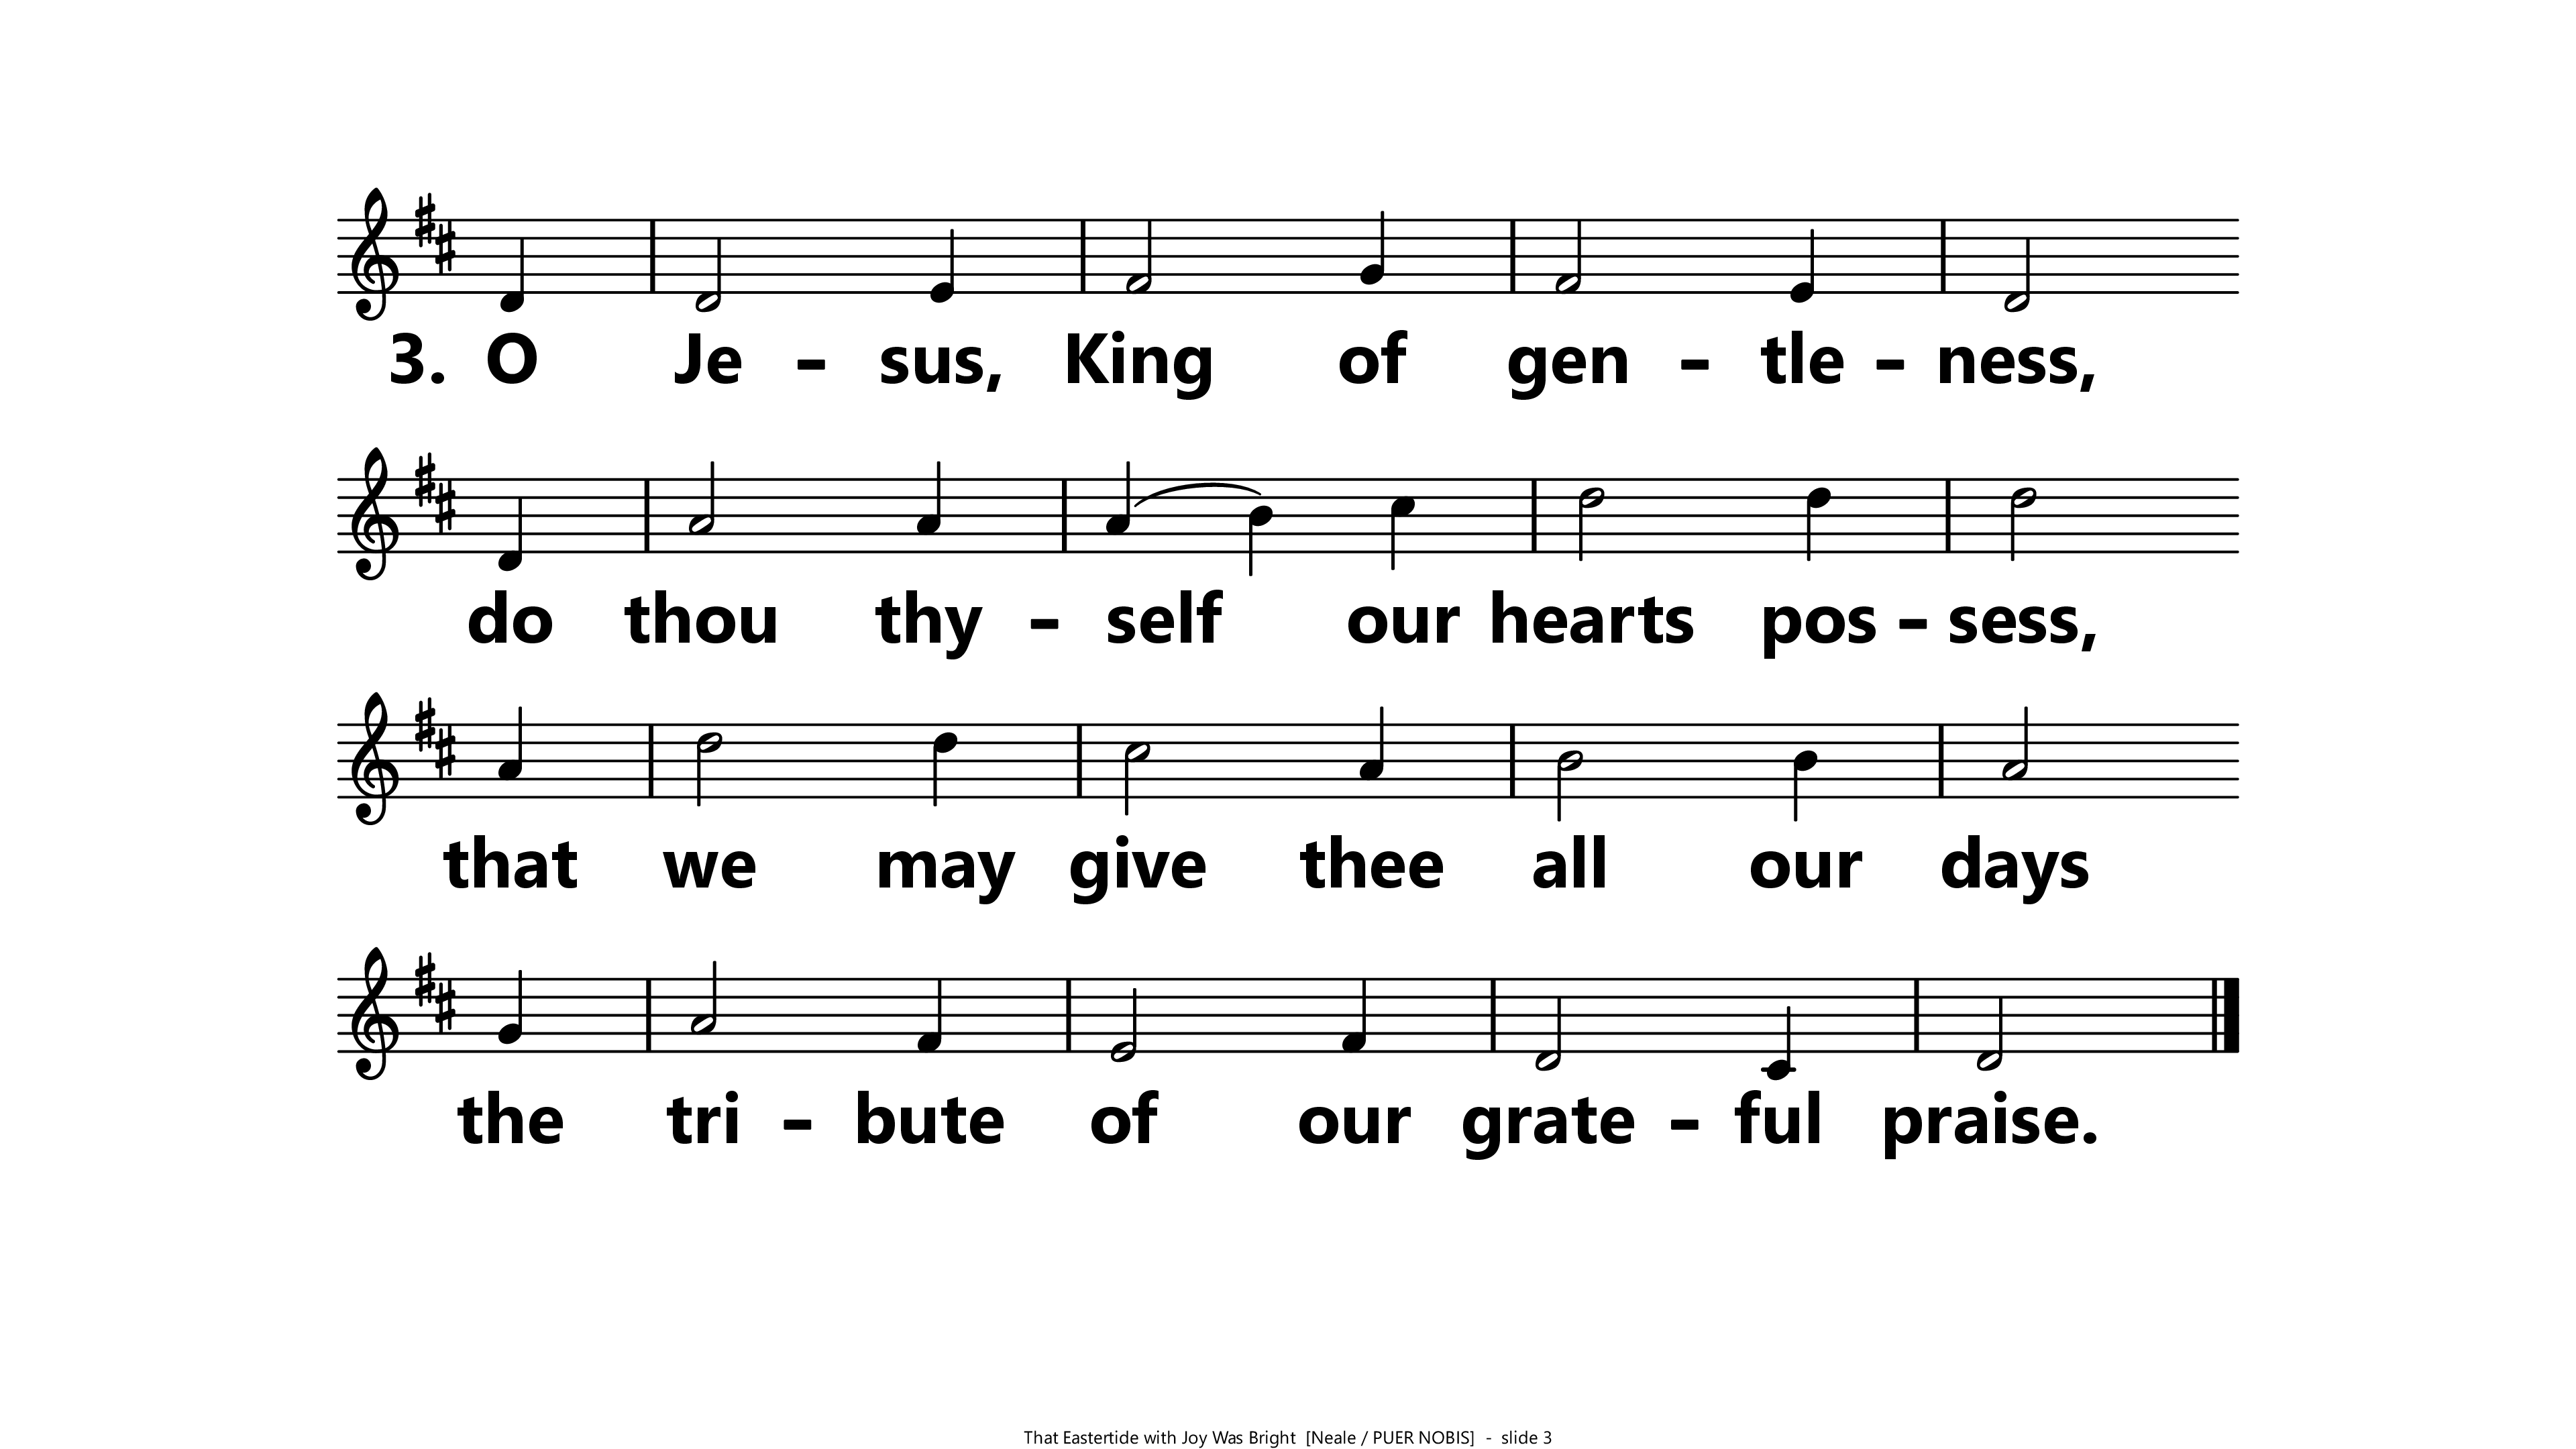 3. O Je - sus, King of gen - tle - ness,
do thou thy - self our hearts pos - sess,
that we may give thee all our days
the tri - bute of our grate - ful praise.
That Eastertide with Joy Was Bright [Neale / PUER NOBIS] - slide 3